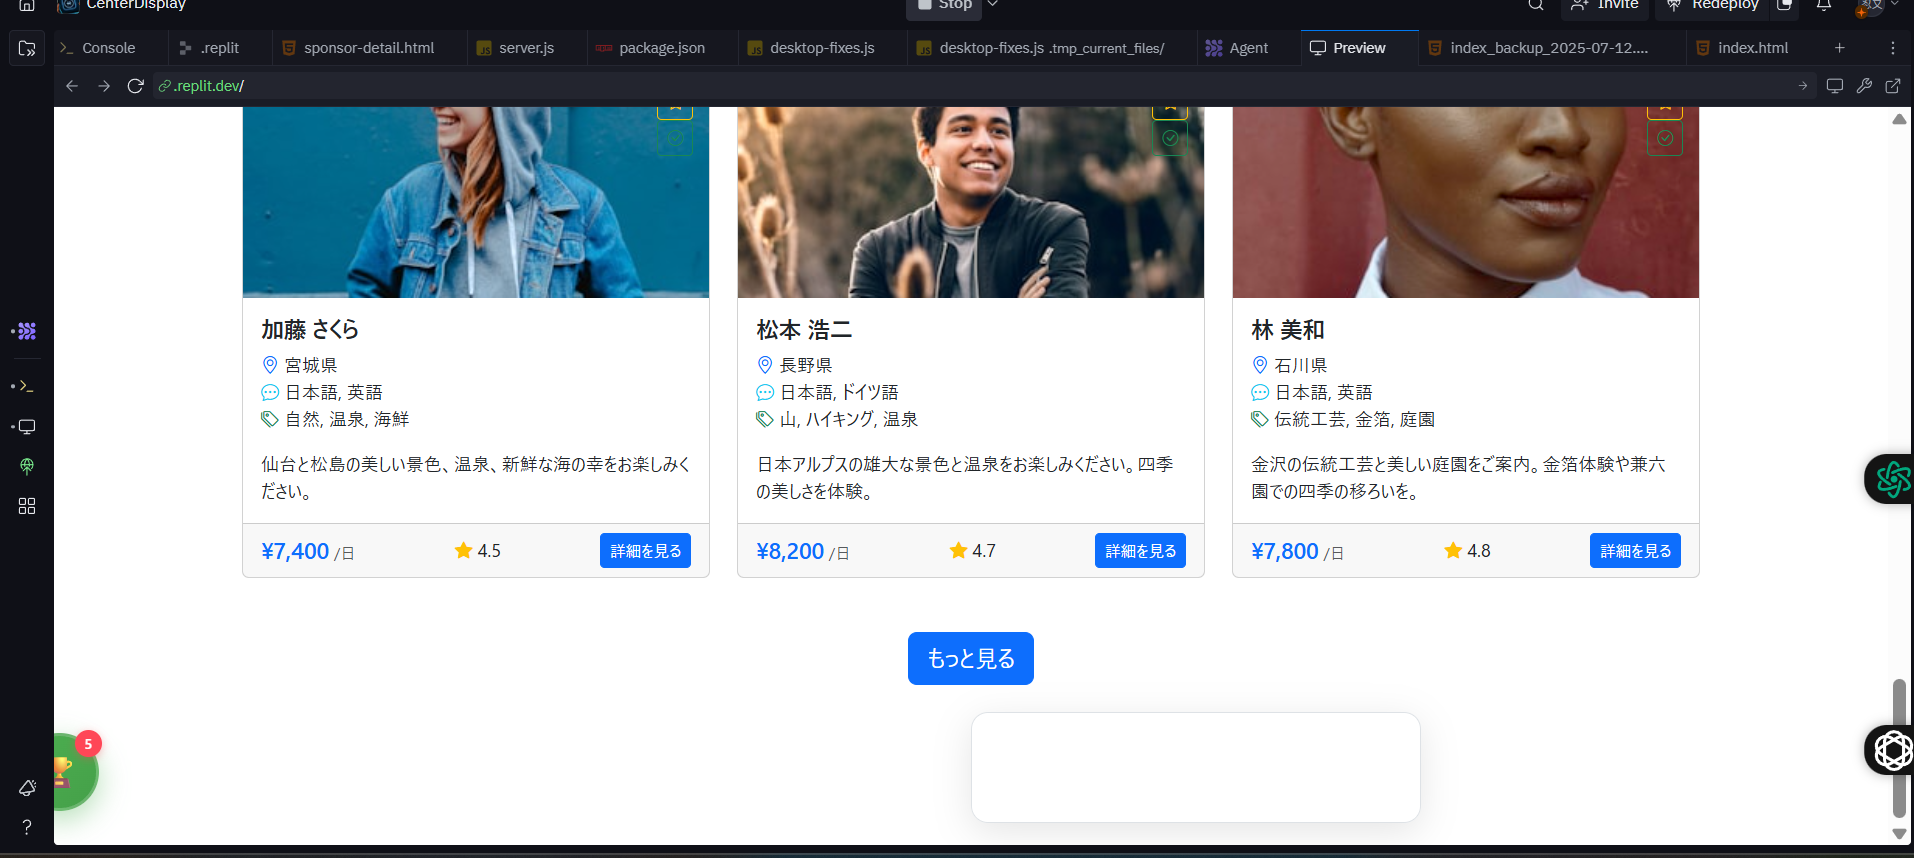 CenterDisplay
Stop
Invite
Redeploy
Console
.replit
sponsor-detail.html
server.js
package.json
desktop-fixes.js
desktop-fixes.js .tmp_current_files/
Agent
Preview
index_backup_2025-07-12....
index.html
.replit.dev/
加藤 さくら
宮城県
日本語, 英語
自然, 温泉, 海鮮
仙台と松島の美しい景色、温泉、新鮮な海の幸をお楽しみく
ださい。
¥7,400 /日
4.5
詳細を見る
松本 浩二
長野県
日本語, ドイツ語
山, ハイキング, 温泉
日本アルプスの雄大な景色と温泉をお楽しみください。四季
の美しさを体験。
¥8,200 /日
4.7
詳細を見る
林 美和
石川県
日本語, 英語
伝統工芸, 金箔, 庭園
金沢の伝統工芸と美しい庭園をご案内。金箔体験や兼六
園での四季の移ろいを。
¥7,800 /日
4.8
詳細を見る
もっと見る
5